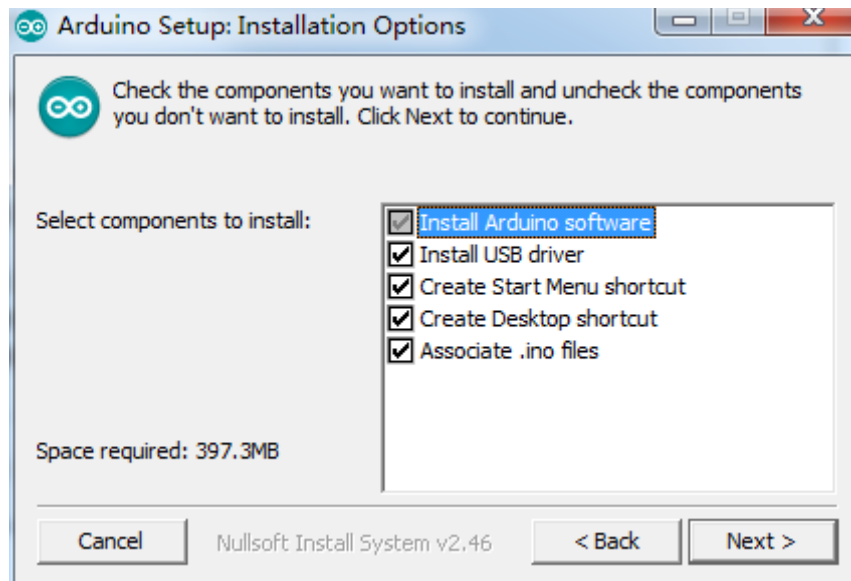 Arduino Setup: Installation Options
Check the components you want to install and uncheck the components
you don't want to install. Click Next to continue.
Select components to install:
Install Arduino software
Install USB driver
Create Start Menu shortcut
Create Desktop shortcut
Associate .ino files
Space required: 397.3MB
Cancel
Nullsoft Install System v2.46
< Back
Next >